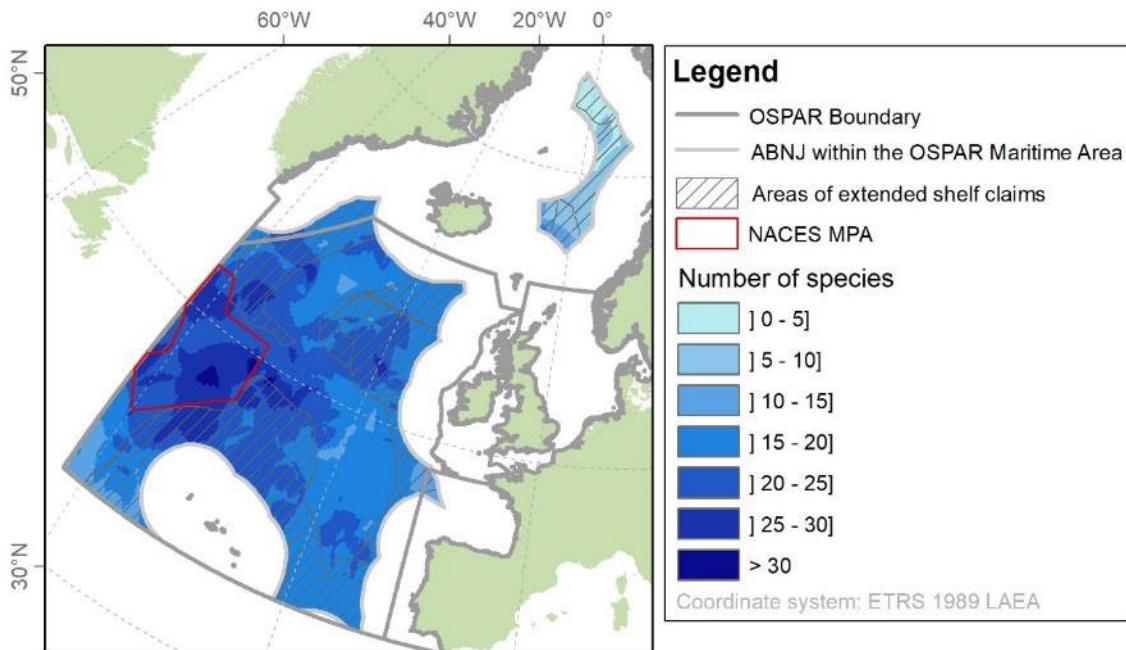 60°W 40°W 0°
20°W
50°N
30°N
Legend
OSPAR Boundary
ABNJ within the OSPAR Maritime Area
Areas of extended shelf claims
NACES MPA
Number of species
] 0 - 5]
] 5 - 10]
] 10 - 15]
] 15 - 20]
] 20 - 25]
] 25 - 30]
> 30
Coordinate system: ETRS 1989 LAEA